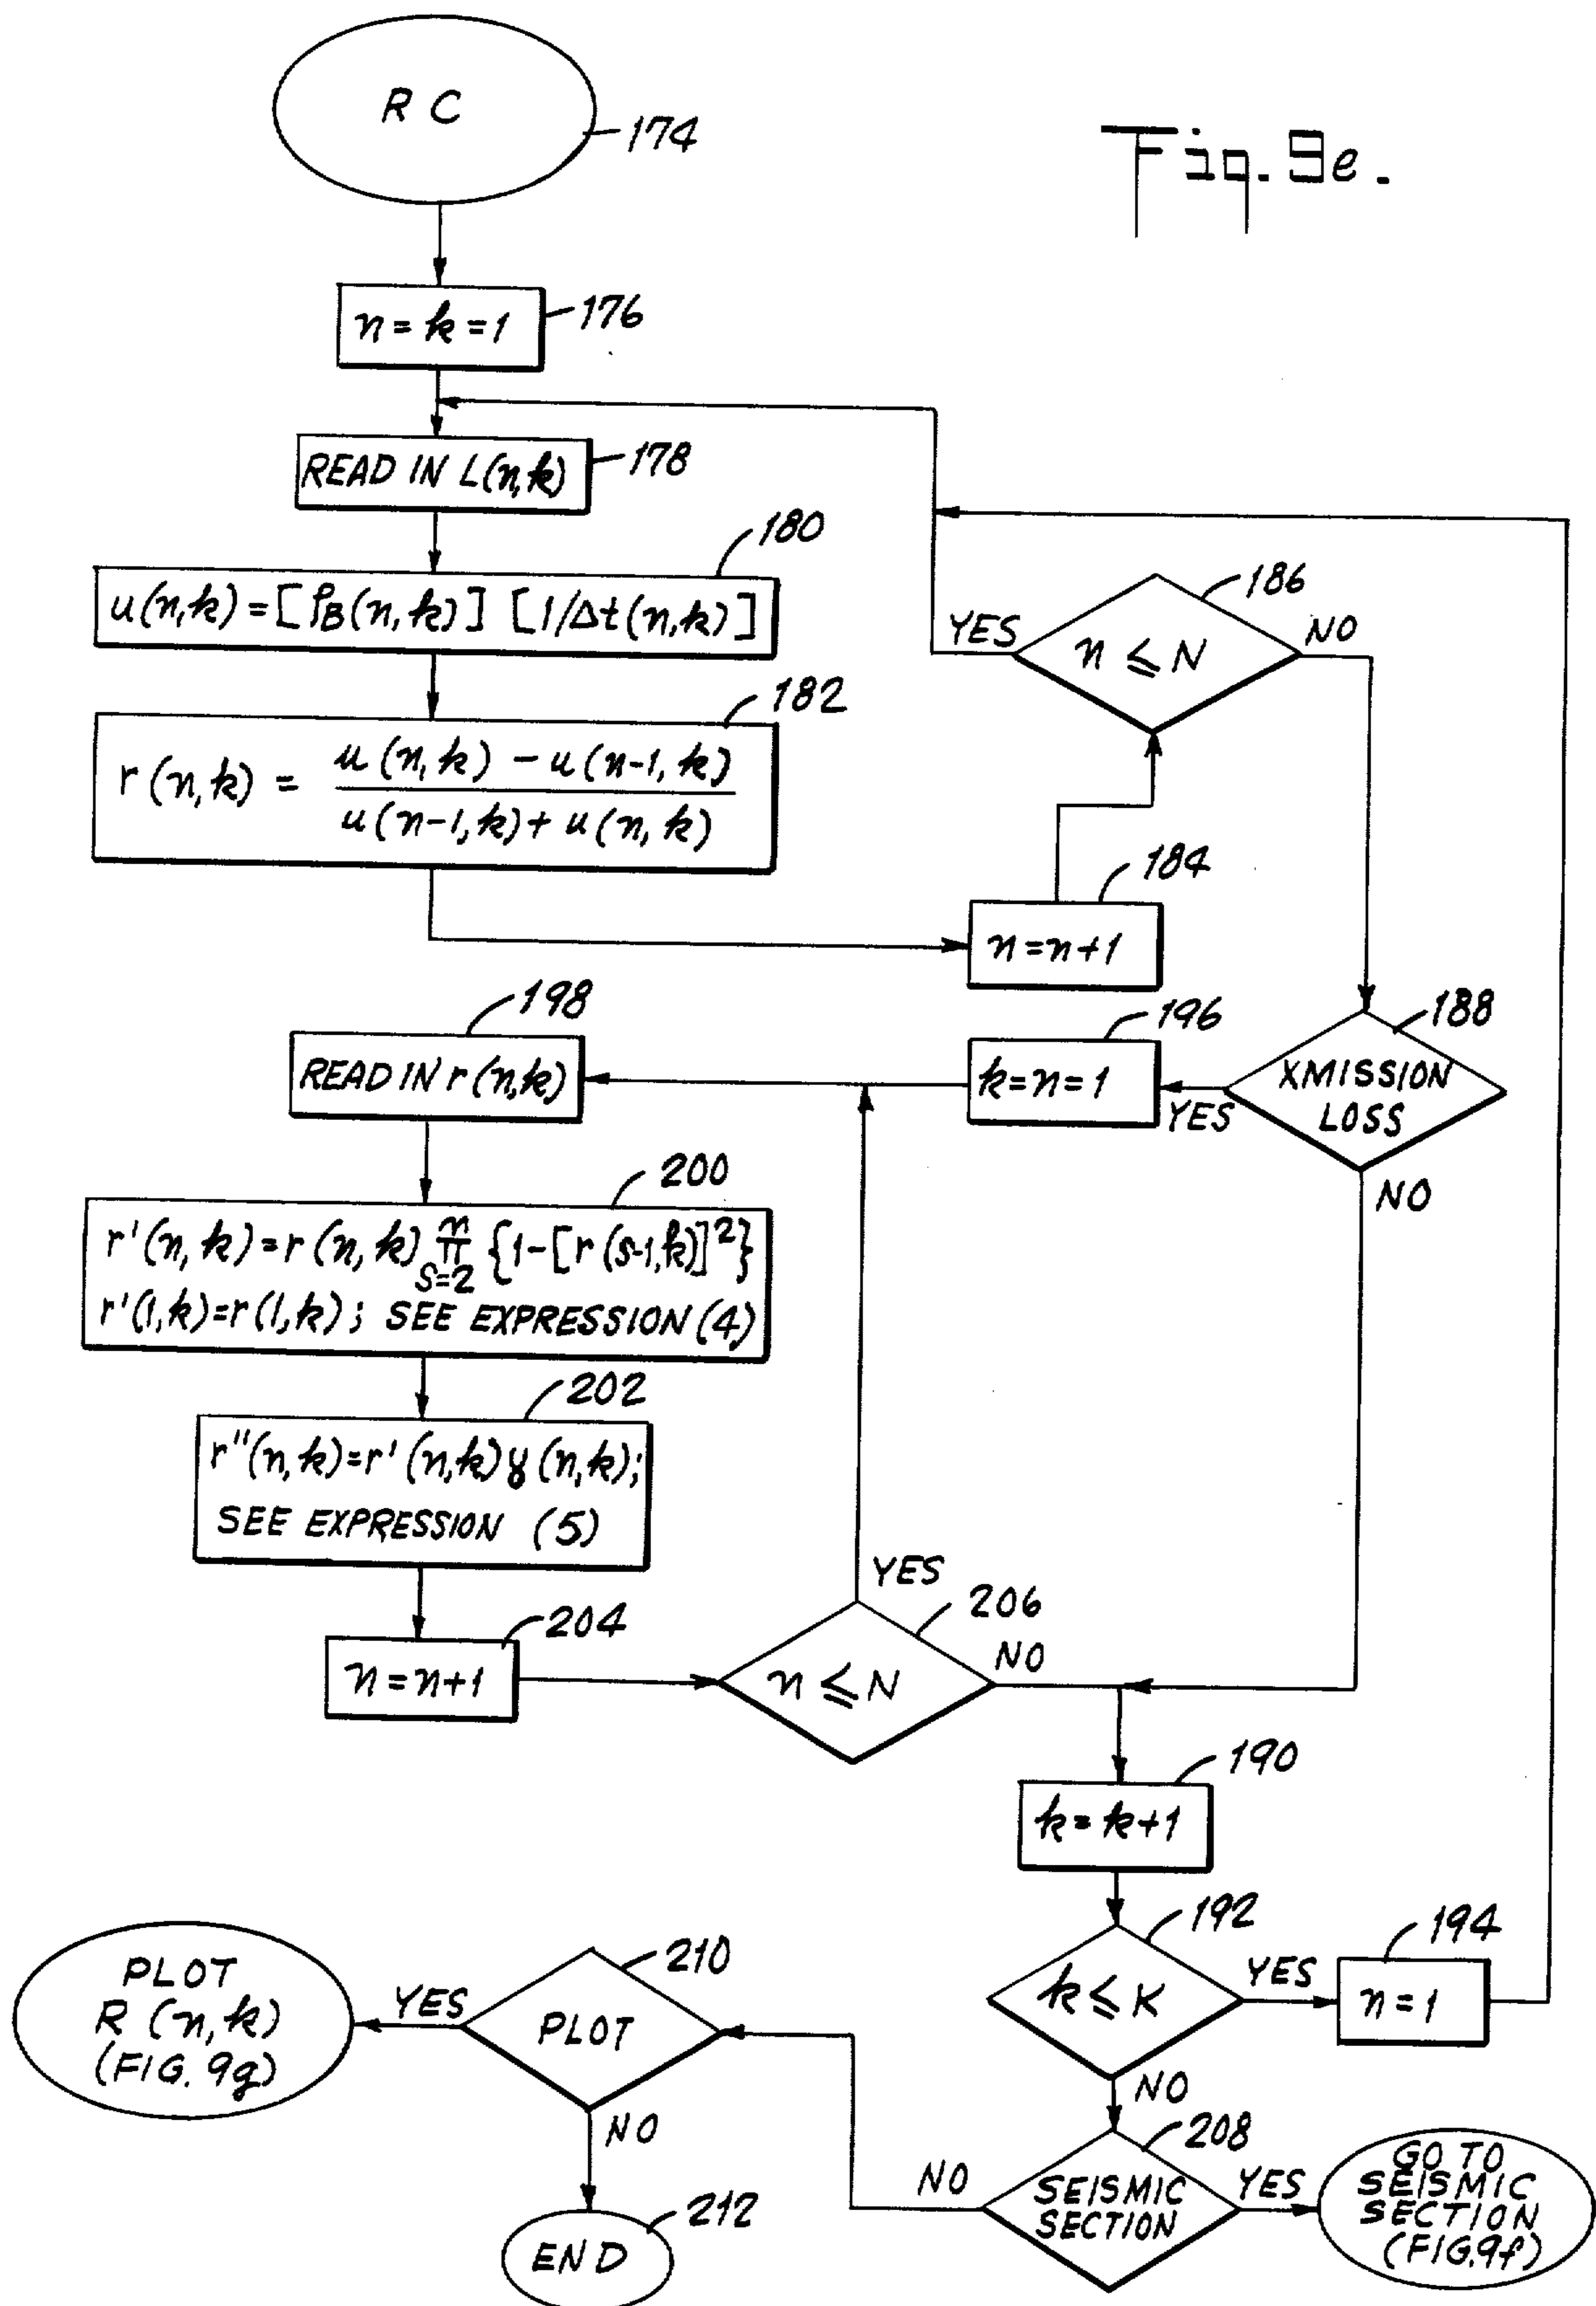 Fig. 9e.
R C
174
n = k = 1
176
READ IN L(n,k)
178
180
u(n,k) = [ρB(n,k)] [1/Δt(n,k)]
182
r(n,k) = u(n,k) - u(n-1,k)
u(n-1,k) + u(n,k)
184
n = n+1
186
n ≦ N
YES
NO
188
XMISSION
LOSS
YES
NO
196
k = n = 1
198
READ IN r(n,k)
200
r'(n,k) = r(n,k) n π S=2 {1-[r(s-1,k)]²}
r'(1,k) = r(1,k) ; SEE EXPRESSION (4)
202
r''(n,k) = r'(n,k) γ(n,k);
SEE EXPRESSION (5)
204
n = n+1
206
n ≦ N
YES
NO
190
k = k+1
192
k ≤ K
YES
NO
194
n = 1
208
SEISMIC
SECTION
YES
NO
GO TO
SEISMIC
SECTION
(FIG. 9f)
210
PLOT
YES
NO
PLOT
R (n,k)
(FIG. 9g)
212
END